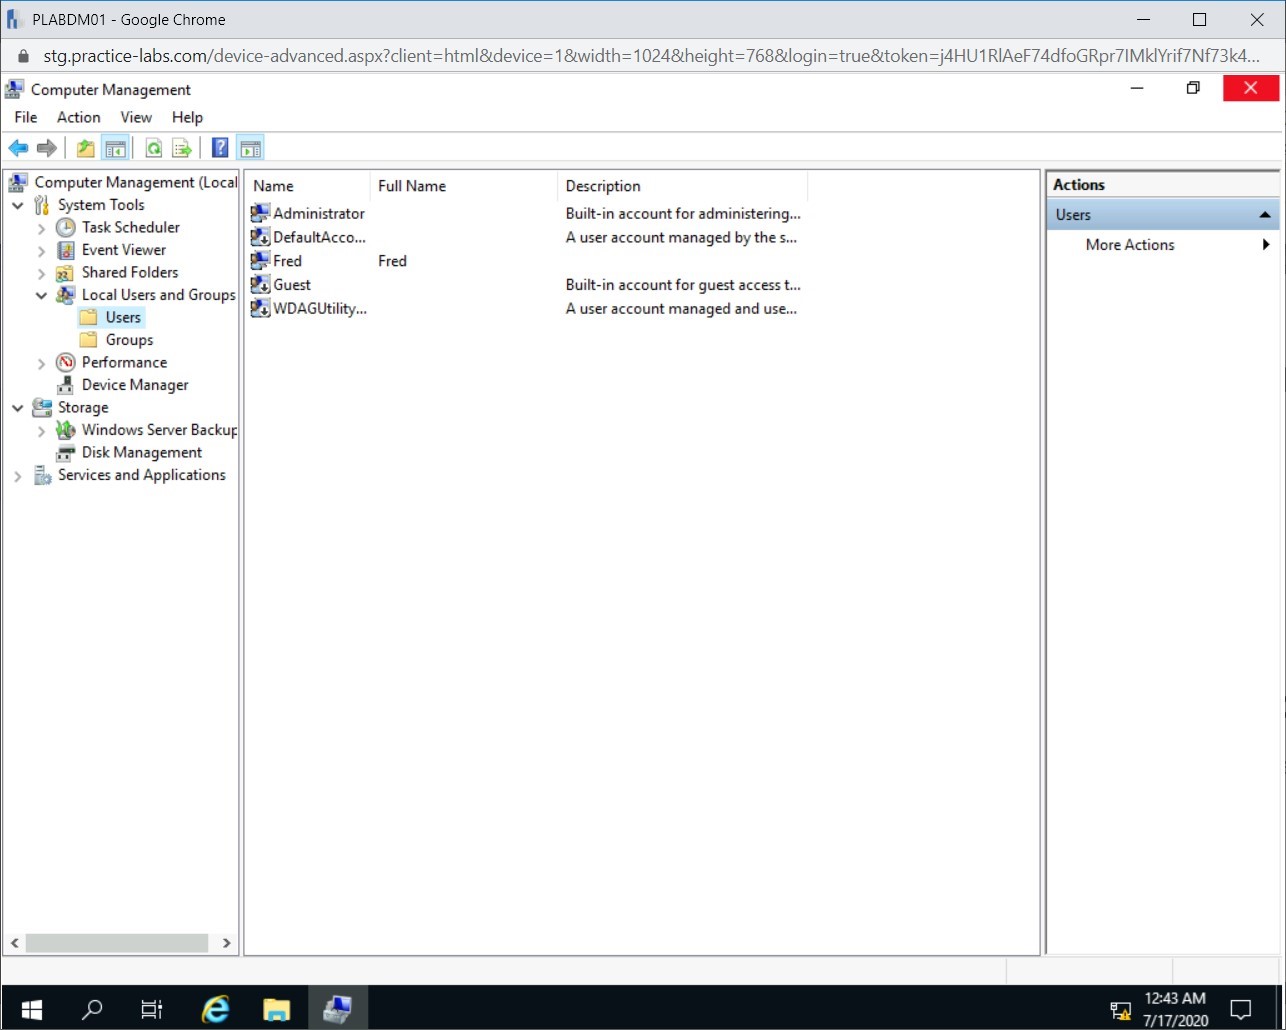 PLABDM01 - Google Chrome
stg.practice-labs.com/device-advanced.aspx?client=html&device=1&width=1024&height=768&login=true&token=j4HU1RlAeF74dfoGRpr7IMklYrif7Nf73k4...
Computer Management
File Action View Help
Computer Management (Local
System Tools
Task Scheduler
Event Viewer
Shared Folders
Local Users and Groups
Users
Groups
Performance
Device Manager
Storage
Windows Server Backup
Disk Management
Services and Applications
Name Full Name Description
Administrator Built-in account for administering...
DefaultAcco... A user account managed by the s...
Fred Fred
Guest Built-in account for guest access t...
WDAGUtility... A user account managed and use...
Actions
Users
More Actions
12:43 AM
7/17/2020